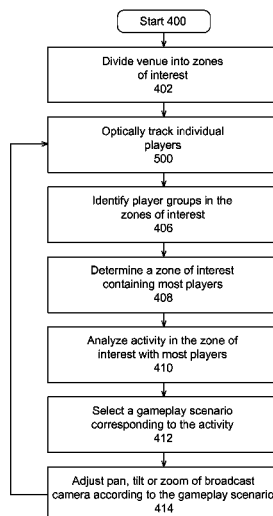 Start 400
Divide venue into zones
of interest
402
Optically track individual
players
500
Identify player groups in the
zones of interest
406
Determine a zone of interest
containing most players
408
Analyze activity in the zone of
interest with most players
410
Select a gameplay scenario
corresponding to the activity
412
Adjust pan, tilt or zoom of broadcast
camera according to the gameplay scenario
414